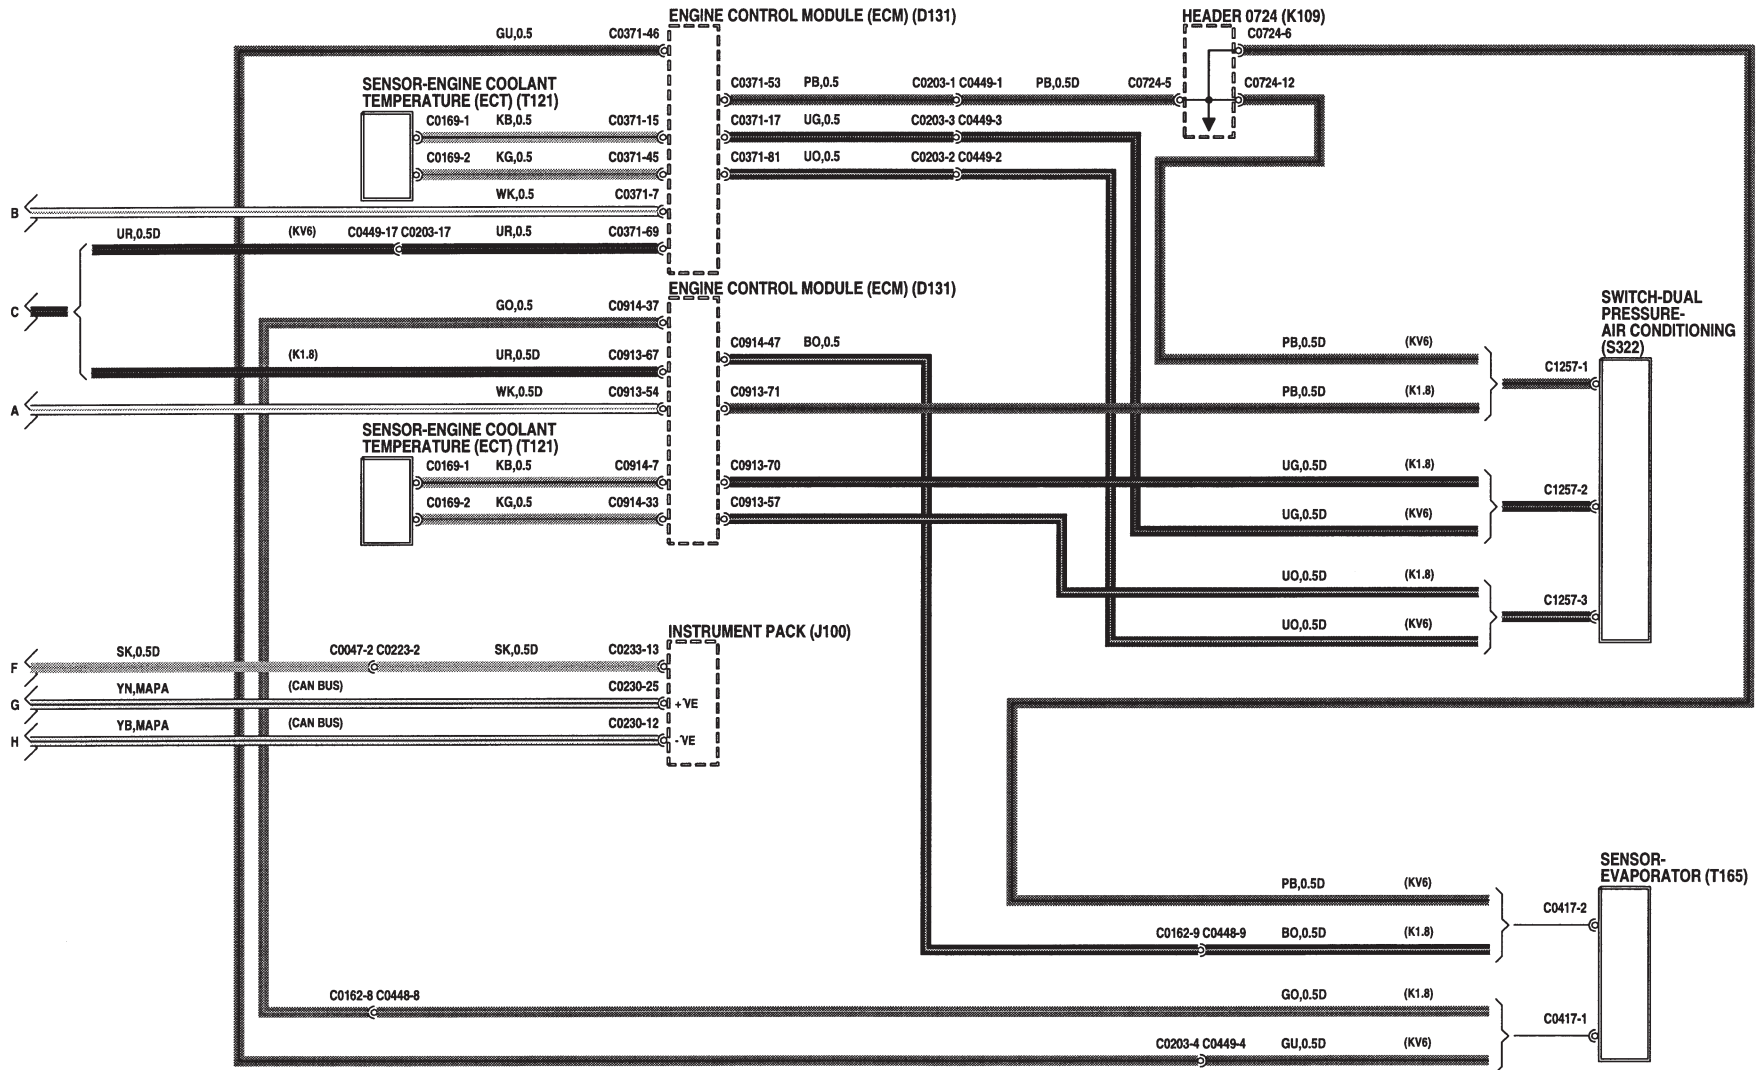 ENGINE CONTROL MODULE (ECM) (D131)
HEADER 0724 (K109)
GU,0.5 C0371-46
C0724-6
SENSOR-ENGINE COOLANT
TEMPERATURE (ECT) (T121)
C0371-53 PB,0.5 C0203-1 C0449-1 PB,0.5D C0724-5 C0724-12
C0169-1 KB,0.5 C0371-15
C0371-17 UG,0.5 C0203-3 C0449-3
C0169-2 KG,0.5 C0371-45
C0371-81 UO,0.5 C0203-2 C0449-2
WK,0.5 C0371-7
B
UR,0.5D (KV6) C0449-17 C0203-17 UR,0.5 C0371-69
ENGINE CONTROL MODULE (ECM) (D131)
C
GO,0.5 C0914-37
SWITCH-DUAL
PRESSURE-
AIR CONDITIONING
(S322)
C0914-47 BO,0.5
PB,0.5D (KV6)
(K1.8) UR,0.5D C0913-67
C1257-1
WK,0.5D C0913-54
C0913-71
PB,0.5D (K1.8)
A
SENSOR-ENGINE COOLANT
TEMPERATURE (ECT) (T121)
C0169-1 KB,0.5 C0914-7
C0913-70
UG,0.5D (K1.8)
C1257-2
C0169-2 KG,0.5 C0914-33
C0913-57
UG,0.5D (KV6)
UO,0.5D (K1.8)
C1257-3
UO,0.5D (KV6)
INSTRUMENT PACK (J100)
SK,0.5D C0047-2 C0223-2 SK,0.5D C0233-13
F
YN,MAPA (CAN BUS) C0230-25
G
+'VE
YB,MAPA (CAN BUS) C0230-12
H
-'VE
SENSOR-
EVAPORATOR (T165)
PB,0.5D (KV6)
C0417-2
C0162-9 C0448-9 BO,0.5D (K1.8)
C0162-8 C0448-8
GO,0.5D (K1.8)
C0417-1
C0203-4 C0449-4 GU,0.5D (KV6)